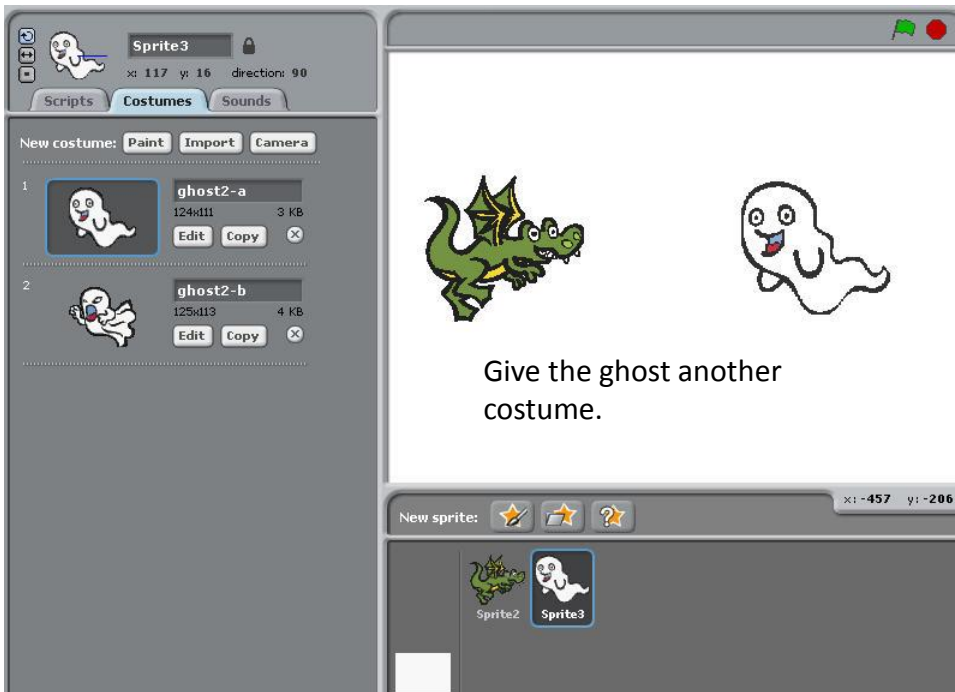 Sprite3
x: 117 y: 16 direction: 90
Scripts Costumes Sounds
New costume: Paint Import Camera
1
ghost2-a
124x111 3 KB
Edit Copy
2
ghost2-b
125x113 4 KB
Edit Copy
Give the ghost another
costume.
x: -457 y: -206
New sprite:
Sprite2 Sprite3